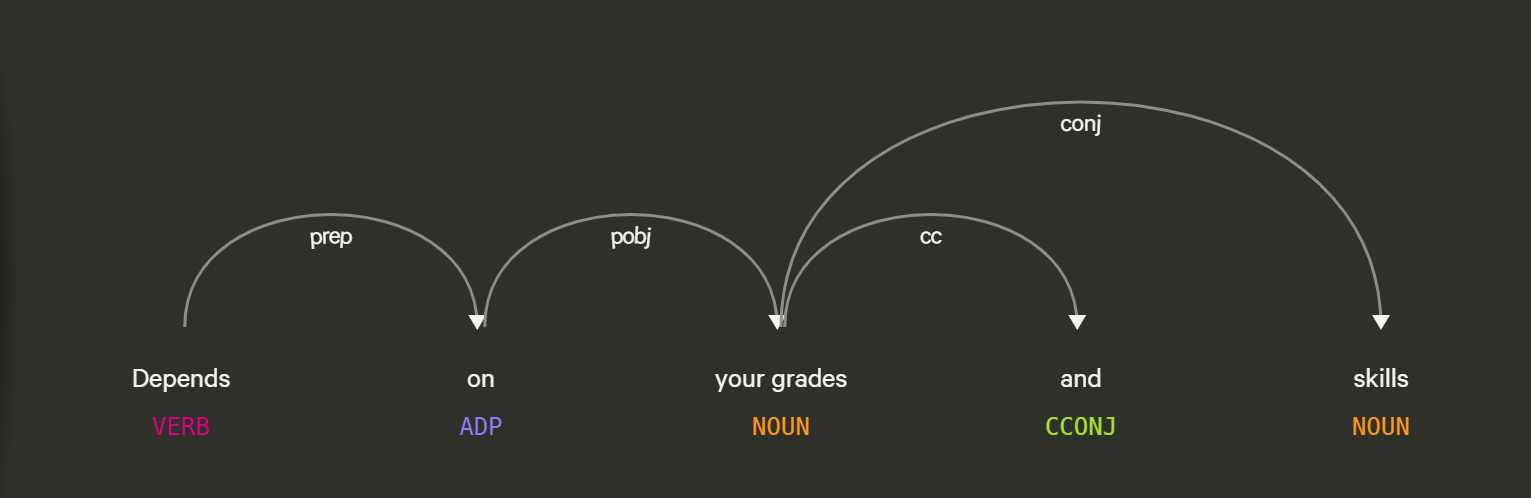 conj
prep pobj cc
Depends on your grades and skills
VERB ADP NOUN CCONJ NOUN